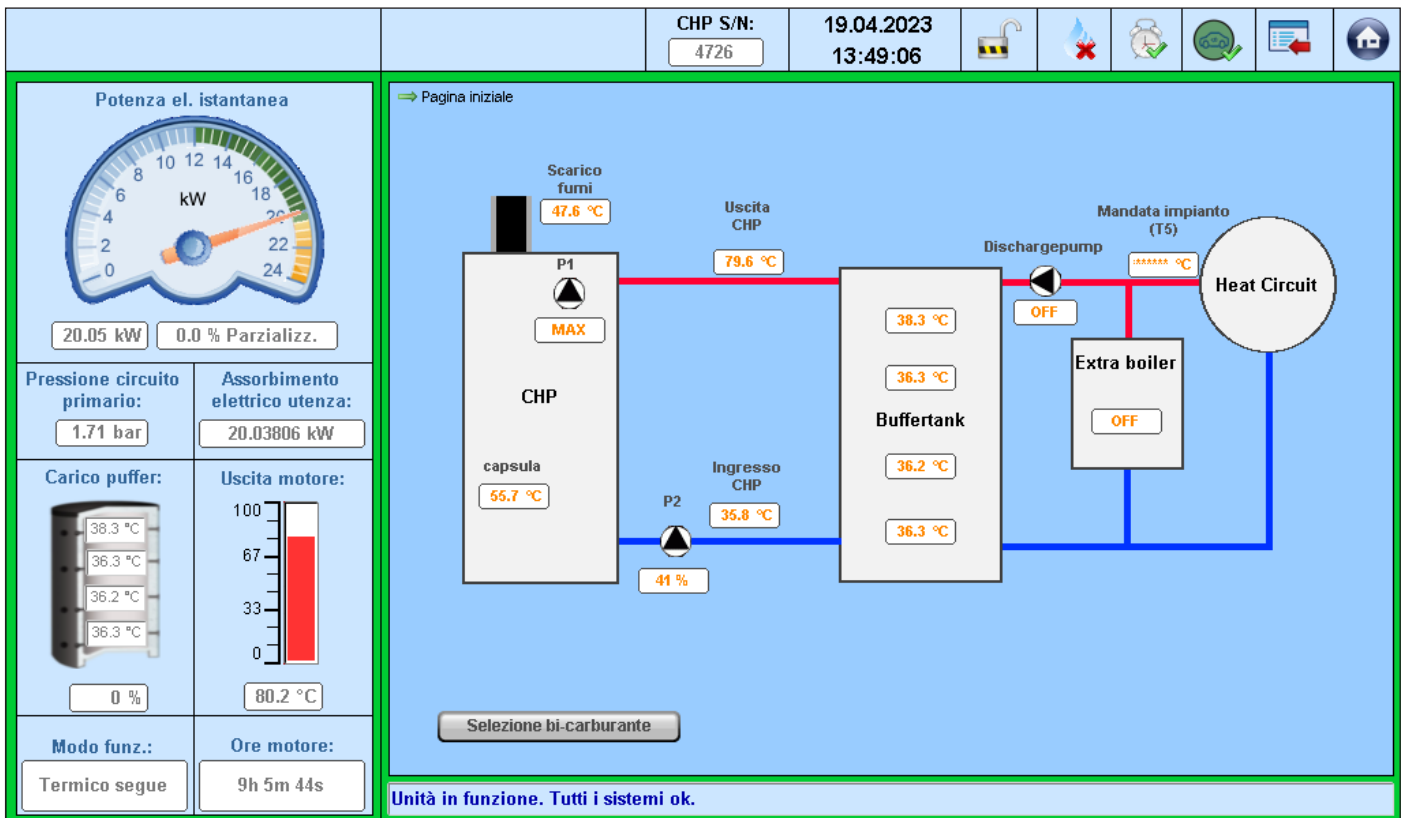 CHP S/N:
4726
19.04.2023
13:49:06
Potenza el. istantanea
0
2
4
6
8
10
12
14
16
18
20
22
24
kW
20.05 kW
0.0 % Parzializz.
Pressione circuito
primario:
1.71 bar
Assorbimento
elettrico utenza:
20.03806 kW
Carico puffer:
38.3 °C
36.3 °C
36.2 °C
36.3 °C
0 %
Uscita motore:
100
67
33
0
80.2 °C
Modo funz.:
Termico segue
Ore motore:
9h 5m 44s
Pagina iniziale
Scarico
fumi
47.6 °C
P1
MAX
CHP
capsula
55.7 °C
Uscita
CHP
79.6 °C
P2
41 %
Ingresso
CHP
35.8 °C
38.3 °C
36.3 °C
Buffertank
36.2 °C
36.3 °C
Dischargepump
OFF
Mandata impianto
(T5)
:****** °C
Heat Circuit
Extra boiler
OFF
Selezione bi-carburante
Unità in funzione. Tutti i sistemi ok.